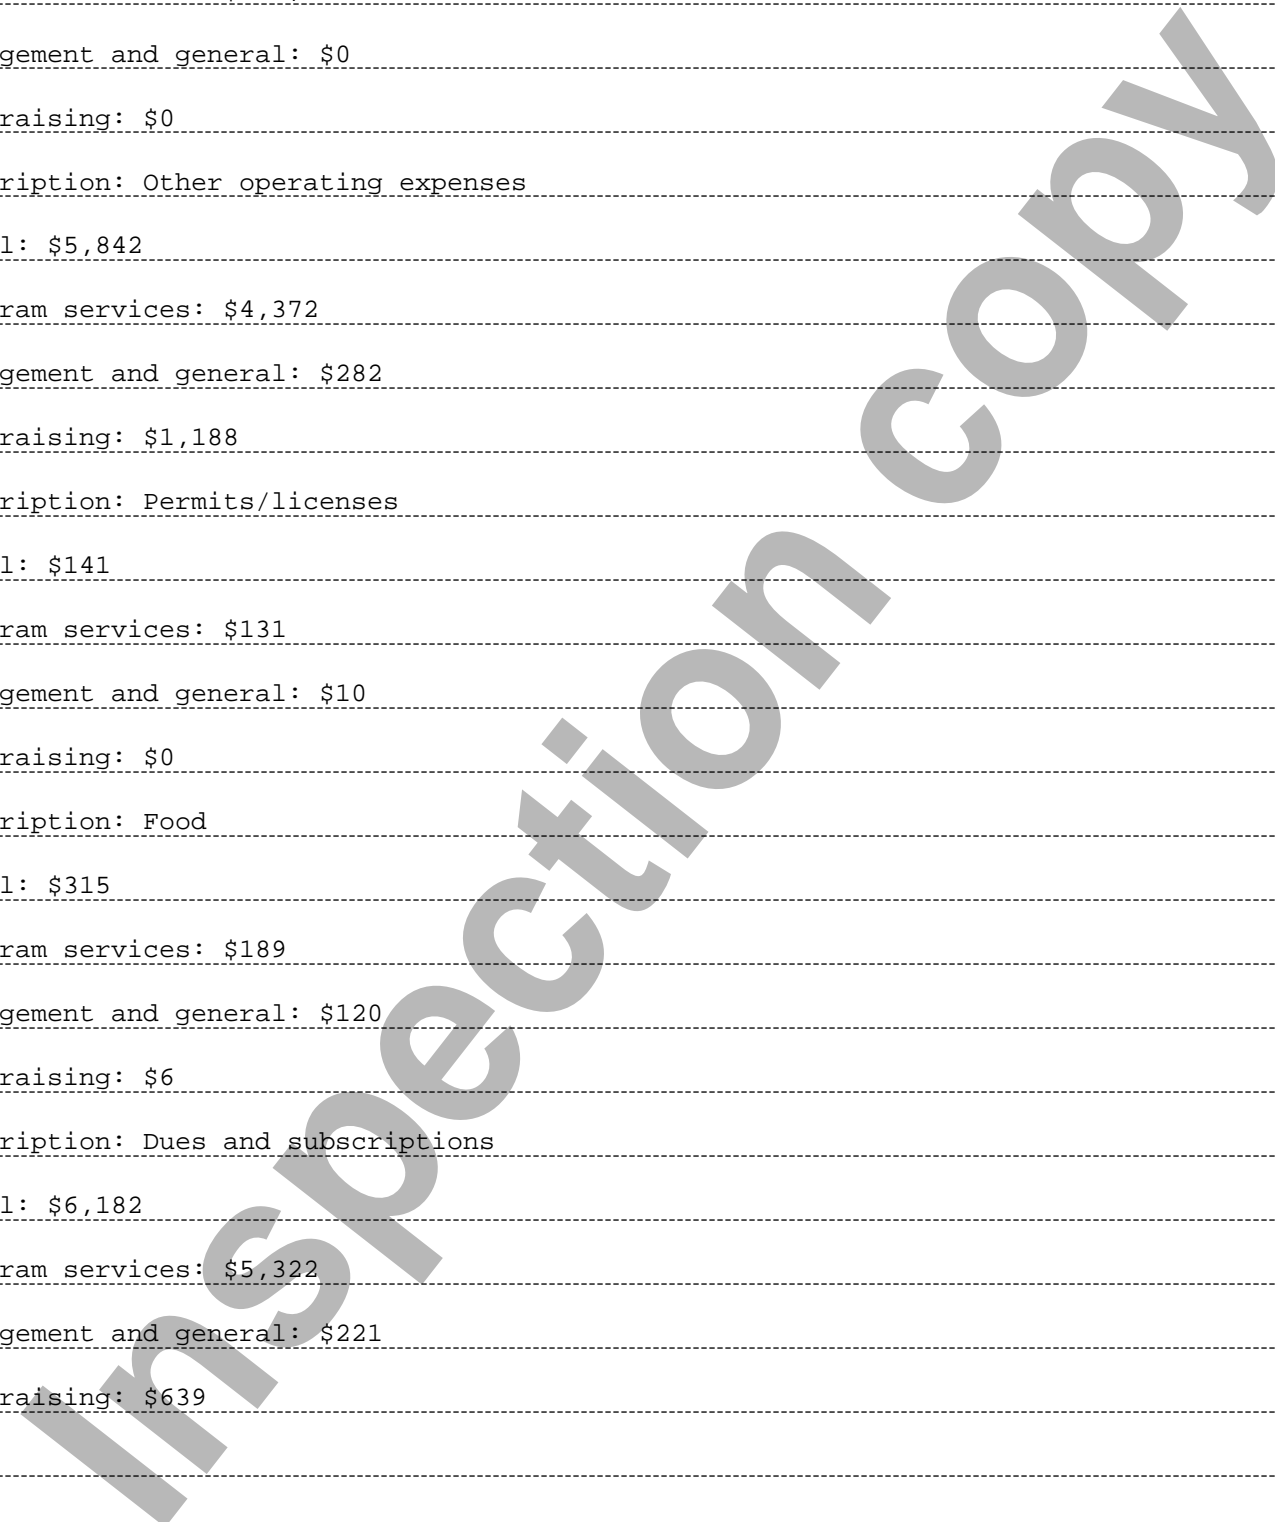 gement and general: $0
raising: $0
ription: Other operating expenses
l: $5,842
ram services: $4,372
gement and general: $282
raising: $1,188
ription: Permits/licenses
l: $141
ram services: $131
gement and general: $10
raising: $0
ription: Food
l: $315
ram services: $189
gement and general: $120
raising: $6
ription: Dues and subscriptions
l: $6,182
ram services: $5,322
gement and general: $221
raising: $639
Inspection copy